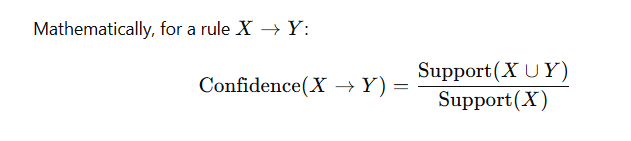 Mathematically, for a rule X → Y:
Confidence(X → Y) = Support(X ∪ Y) / Support(X)